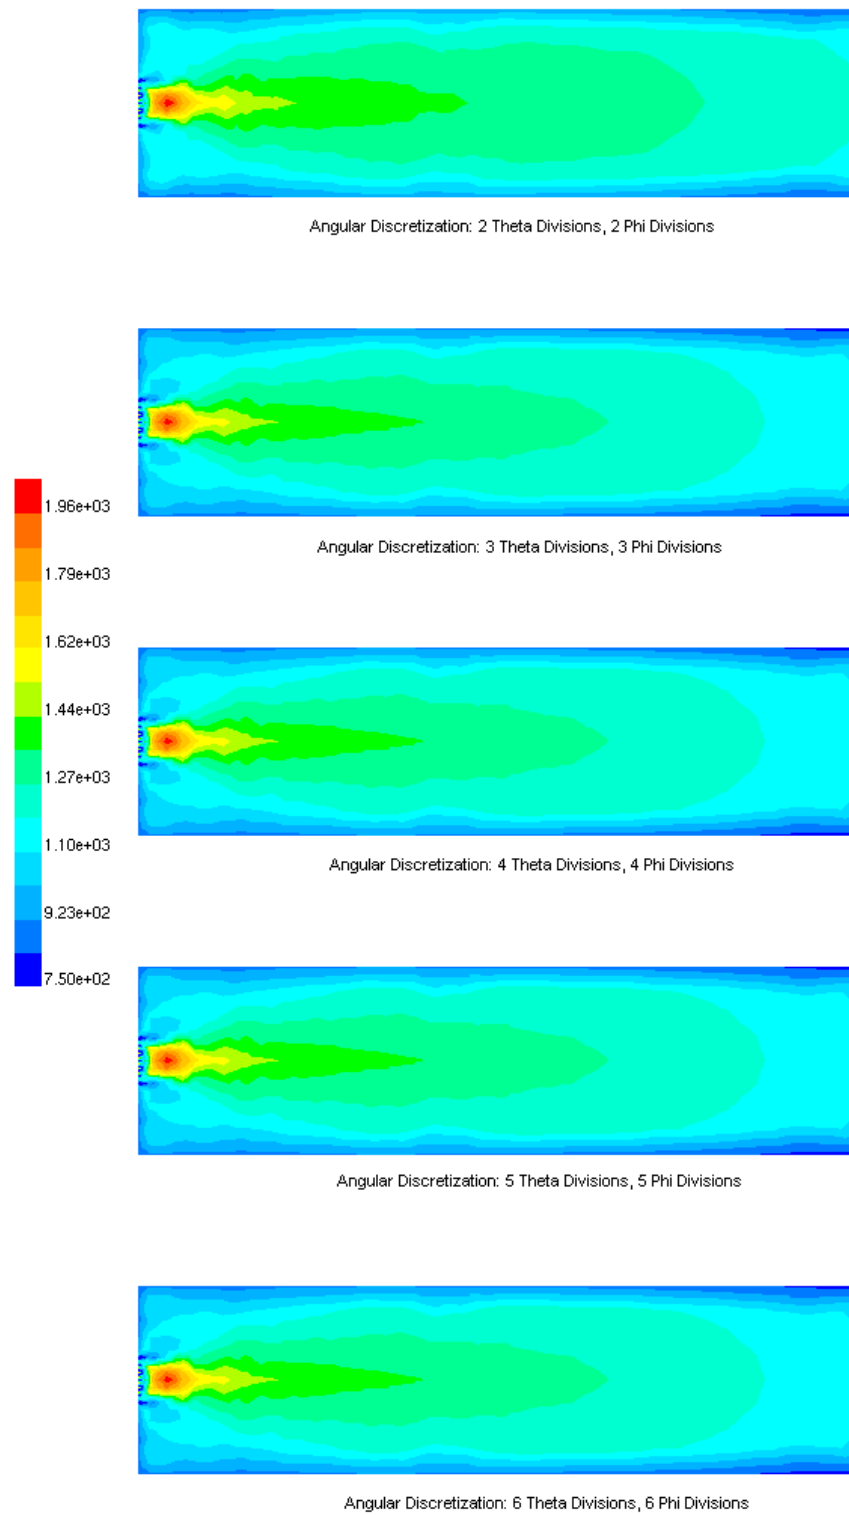 Angular Discretization: 2 Theta Divisions, 2 Phi Divisions
Angular Discretization: 3 Theta Divisions, 3 Phi Divisions
1.96e+03
1.79e+03
1.62e+03
1.44e+03
1.27e+03
1.10e+03
9.23e+02
7.50e+02
Angular Discretization: 4 Theta Divisions, 4 Phi Divisions
Angular Discretization: 5 Theta Divisions, 5 Phi Divisions
Angular Discretization: 6 Theta Divisions, 6 Phi Divisions